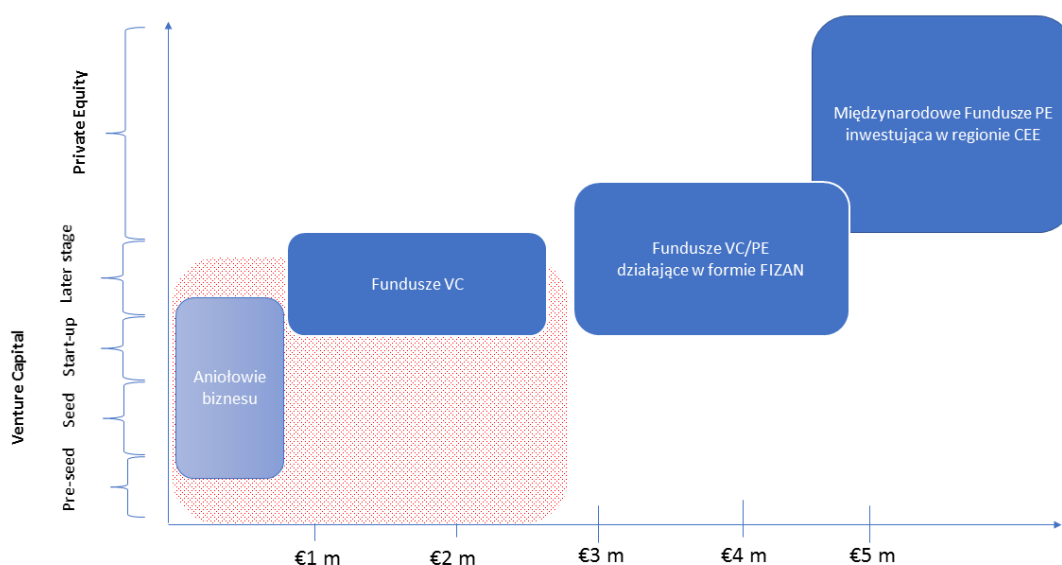 Private Equity
Międzynarodowe Fundusze PE
inwestująca w regionie CEE
Venture Capital
Later stage
Fundusze VC
Fundusze VC/PE
działające w formie FIZAN
Start-up
Aniołowie
biznesu
Seed
Pre-seed
€1 m
€2 m
€3 m
€4 m
€5 m